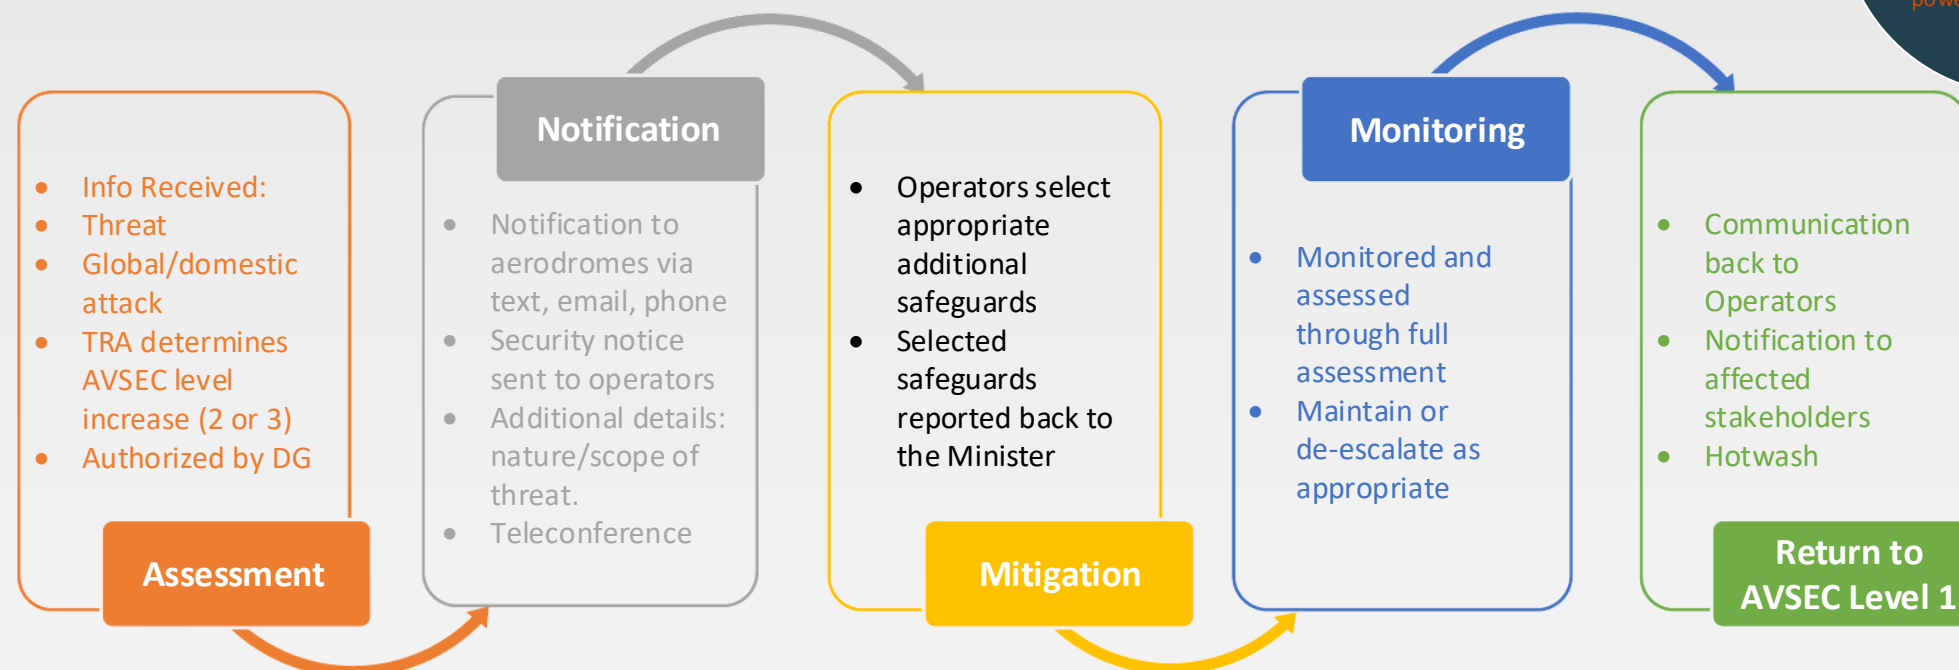 Info Received:
Threat
Global/domestic
attack
TRA determines
AVSEC level
increase (2 or 3)
Authorized by DG
Assessment
Notification
Notification to
aerodromes via
text, email, phone
Security notice
sent to operators
Additional details:
nature/scope of
threat.
Teleconference
Operators select
appropriate
additional
safeguards
Selected
safeguards
reported back to
the Minister
Mitigation
Monitoring
Monitored and
assessed
through full
assessment
Maintain or
de-escalate as
appropriate
Communication
back to
Operators
Notification to
affected
stakeholders
Hotwash
Return to
AVSEC Level 1